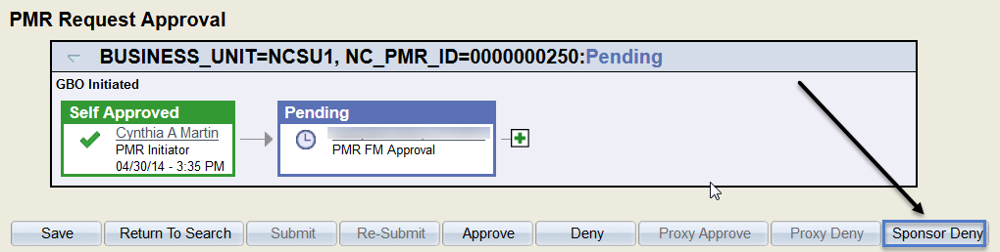 PMR Request Approval
BUSINESS_UNIT=NCSU1, NC_PMR_ID=0000000250:Pending
GBO Initiated
Self Approved
Cynthia A Martin
PMR Initiator
04/30/14 - 3:35 PM
Pending
PMR FM Approval
Save Return To Search Submit Re-Submit Approve Deny Proxy Approve Proxy Deny Sponsor Deny